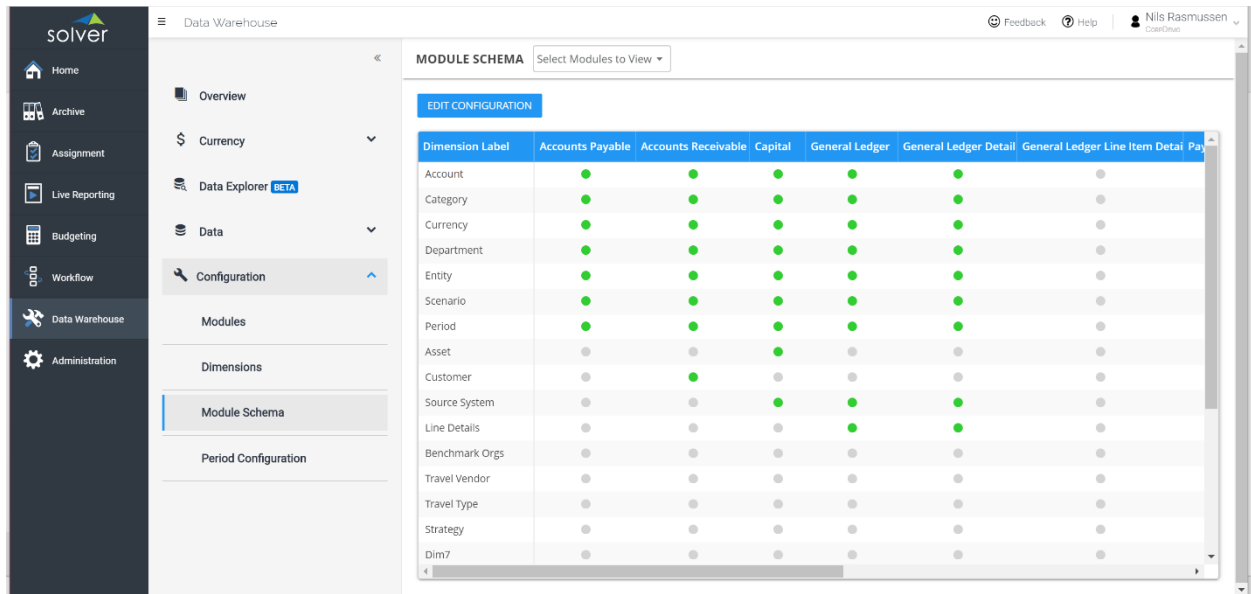 solver
Data Warehouse
Feedback
Help
Nils Rasmussen
CorpDemo
Home
Archive
Assignment
Live Reporting
Budgeting
Workflow
Data Warehouse
Administration
Overview
Currency
Data Explorer BETA
Data
Configuration
Modules
Dimensions
Module Schema
Period Configuration
MODULE SCHEMA Select Modules to View
EDIT CONFIGURATION
Dimension Label Accounts Payable Accounts Receivable Capital General Ledger General Ledger Detail General Ledger Line Item Detai Pay
Account
Category
Currency
Department
Entity
Scenario
Period
Asset
Customer
Source System
Line Details
Benchmark Orgs
Travel Vendor
Travel Type
Strategy
Dim7